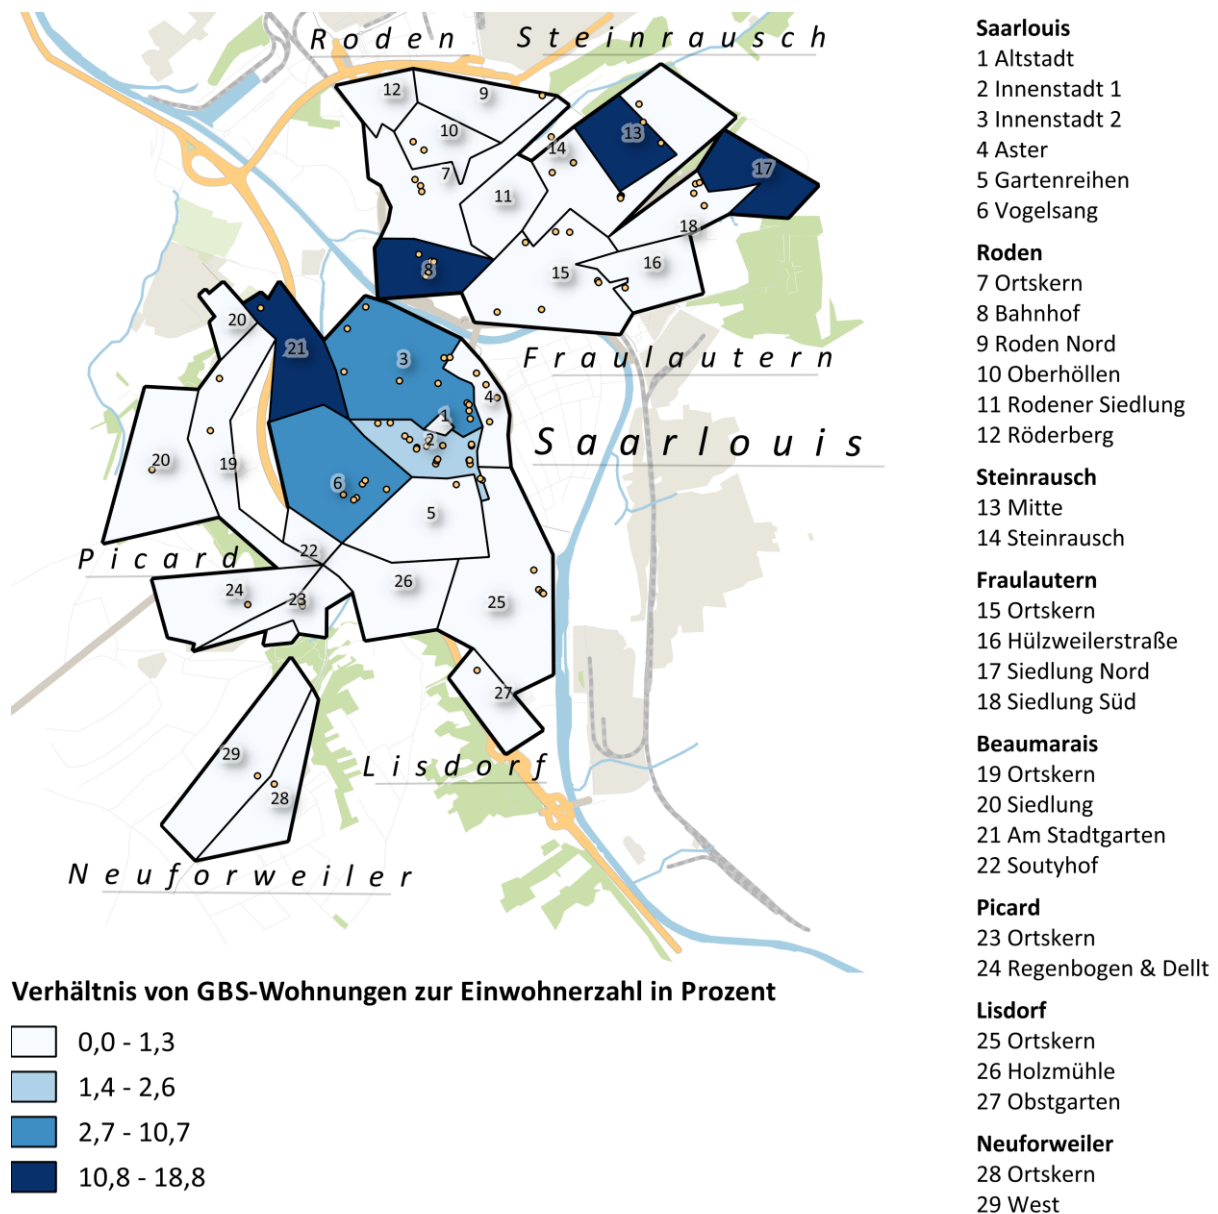 Roden
Steinrausch
12
9
10
13
14
7
17
11
18
16
15
8
20
21
3
Fraulautern
4
1
2
Saarlouis
20
19
6
5
22
Picard
26
24
23
25
27
29
28
Lisdorf
Neuforweiler
Verhältnis von GBS-Wohnungen zur Einwohnerzahl in Prozent
0,0 - 1,3
1,4 - 2,6
2,7 - 10,7
10,8 - 18,8
Saarlouis
1 Altstadt
2 Innenstadt 1
3 Innenstadt 2
4 Aster
5 Gartenreihen
6 Vogelsang
Roden
7 Ortskern
8 Bahnhof
9 Roden Nord
10 Oberhöllen
11 Rodener Siedlung
12 Röderberg
Steinrausch
13 Mitte
14 Steinrausch
Fraulautern
15 Ortskern
16 Hülzweilerstraße
17 Siedlung Nord
18 Siedlung Süd
Beaumarais
19 Ortskern
20 Siedlung
21 Am Stadtgarten
22 Soutyhof
Picard
23 Ortskern
24 Regenbogen & Dellt
Lisdorf
25 Ortskern
26 Holzmühle
27 Obstgarten
Neuforweiler
28 Ortskern
29 West